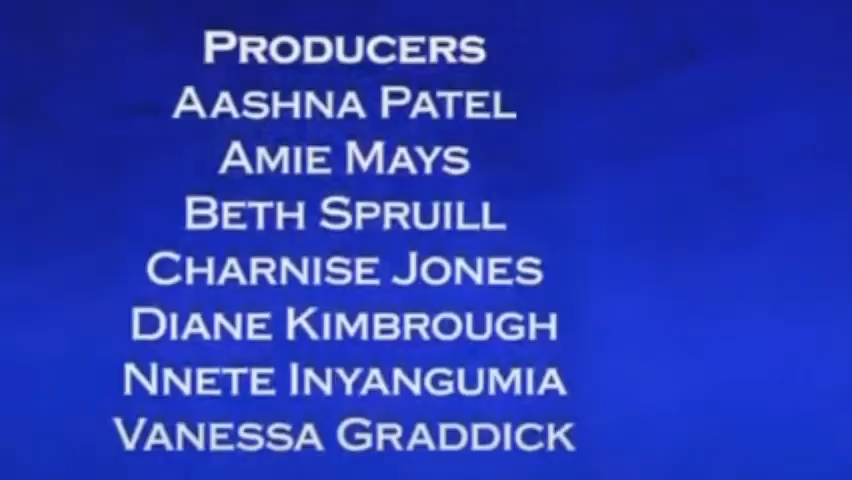 PRODUCERS
AASHNA PATEL
AMIE MAYS
BETH SPRUILL
CHARNISE JONES
DIANE KIMBROUGH
NNETE INYANGUMIA
VANESSA GRADDICK